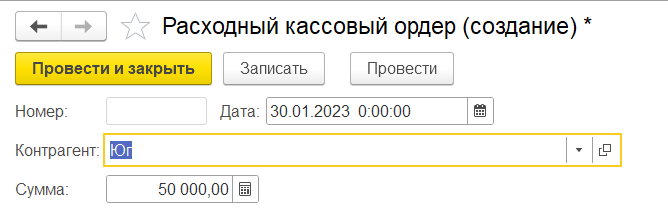 Расходный кассовый ордер (создание) *
Провести и закрыть Записать Провести
Номер: Дата: 30.01.2023 0:00:00
Контрагент: Юг
Сумма: 50 000,00